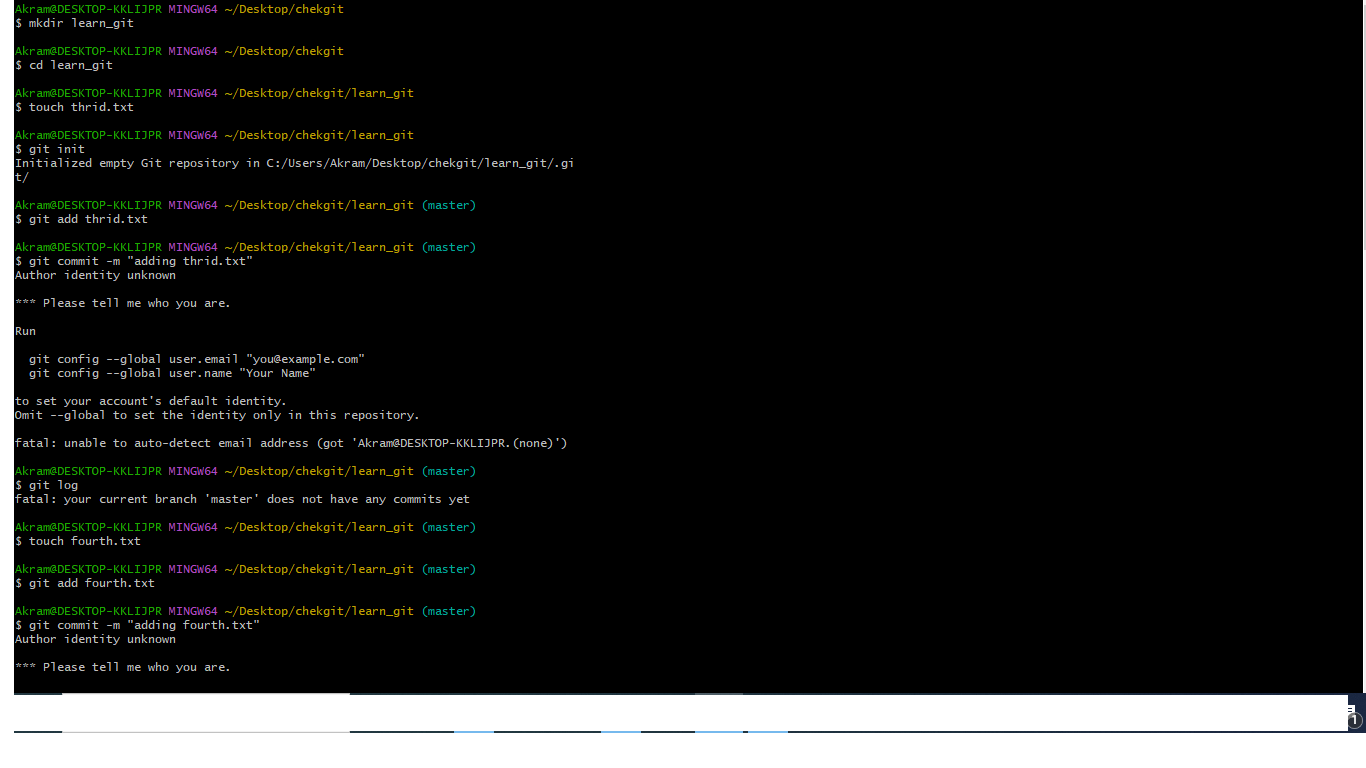 Akram@DESKTOP-KKLIJPR MINGW64 ~/Desktop/chekgit
$ mkdir learn_git
Akram@DESKTOP-KKLIJPR MINGW64 ~/Desktop/chekgit
$ cd learn_git
Akram@DESKTOP-KKLIJPR MINGW64 ~/Desktop/chekgit/learn_git
$ touch thrid.txt
Akram@DESKTOP-KKLIJPR MINGW64 ~/Desktop/chekgit/learn_git
$ git init
Initialized empty Git repository in C:/Users/Akram/Desktop/chekgit/learn_git/.gi
t/
Akram@DESKTOP-KKLIJPR MINGW64 ~/Desktop/chekgit/learn_git (master)
$ git add thrid.txt
Akram@DESKTOP-KKLIJPR MINGW64 ~/Desktop/chekgit/learn_git (master)
$ git commit -m "adding thrid.txt"
Author identity unknown
*** Please tell me who you are.
Run
git config --global user.email "you@example.com"
git config --global user.name "Your Name"
to set your account's default identity.
Omit --global to set the identity only in this repository.
fatal: unable to auto-detect email address (got 'Akram@DESKTOP-KKLIJPR.(none)')
Akram@DESKTOP-KKLIJPR MINGW64 ~/Desktop/chekgit/learn_git (master)
$ git log
fatal: your current branch 'master' does not have any commits yet
Akram@DESKTOP-KKLIJPR MINGW64 ~/Desktop/chekgit/learn_git (master)
$ touch fourth.txt
Akram@DESKTOP-KKLIJPR MINGW64 ~/Desktop/chekgit/learn_git (master)
$ git add fourth.txt
Akram@DESKTOP-KKLIJPR MINGW64 ~/Desktop/chekgit/learn_git (master)
$ git commit -m "adding fourth.txt"
Author identity unknown
*** Please tell me who you are.
1